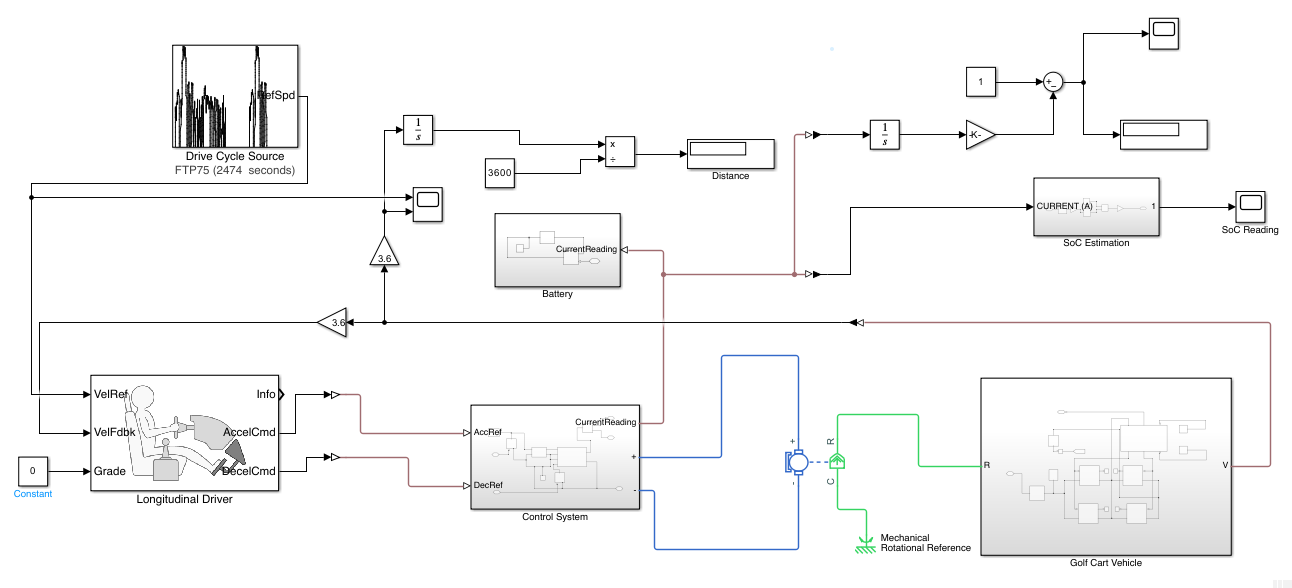 RefSpd
Drive Cycle Source
FTP75 (2474 seconds)
1
s
3600
x
÷
Distance
1
+
-
1
s
-K-
CURRENT (A)
1
SoC Estimation
SoC Reading
CurrentReading
Battery
3.6
3.6
VelRef
Info
VelFdbk
AccelCmd
Grade
DecelCmd
0
Constant
Longitudinal Driver
CurrentReading
AccRef
+
DecRef
-
Control System
+
-
R
C
Mechanical
Rotational Reference
R
V
Golf Cart Vehicle